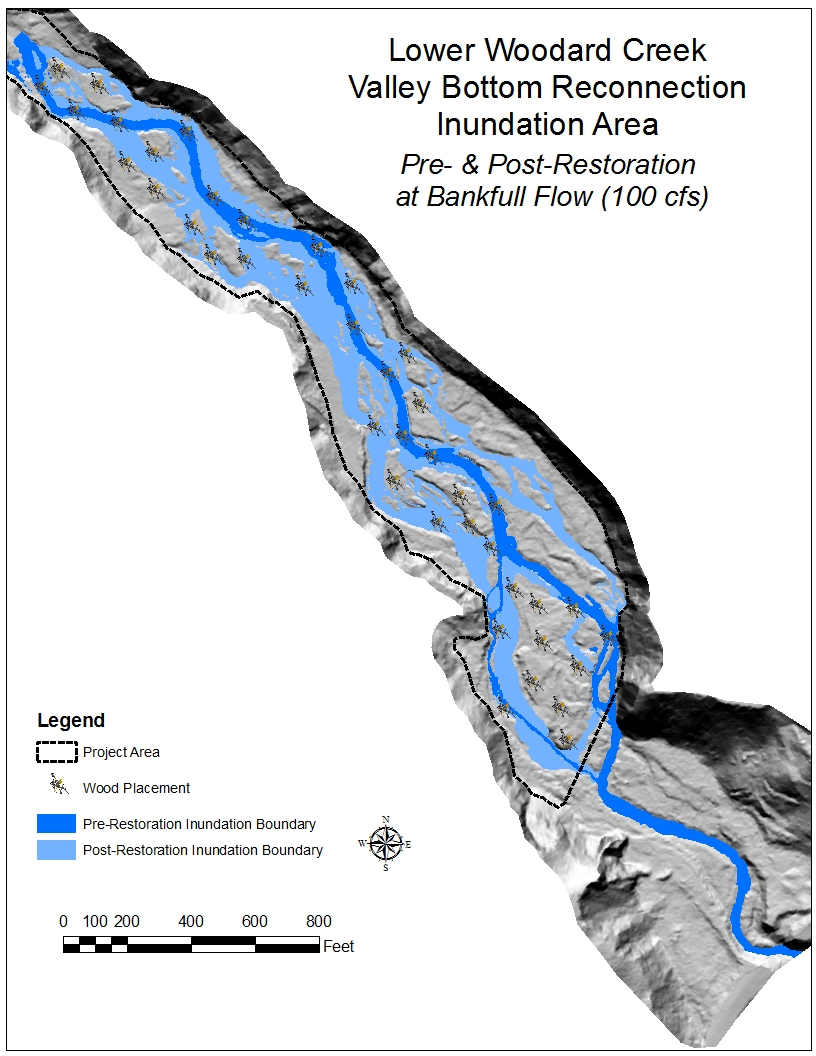 Lower Woodard Creek
Valley Bottom Reconnection
Inundation Area
Pre- & Post-Restoration
at Bankfull Flow (100 cfs)
Legend
Project Area
Wood Placement
Pre-Restoration Inundation Boundary
Post-Restoration Inundation Boundary
N
W E
S
0 100 200 400 600 800
Feet